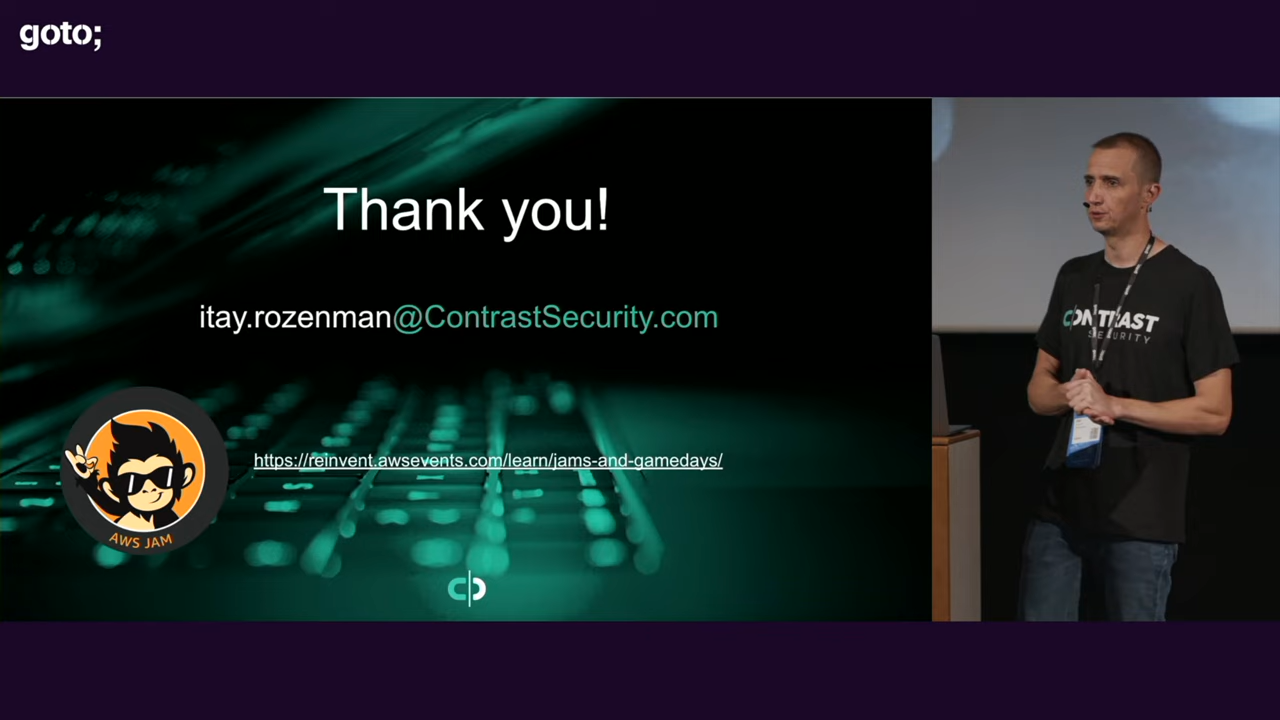 goto;
Thank you!
itay.rozenman@ContrastSecurity.com
https://reinvent.awsevents.com/learn/jams-and-gamedays/
AWS JAM
CONTRAST
SECURITY